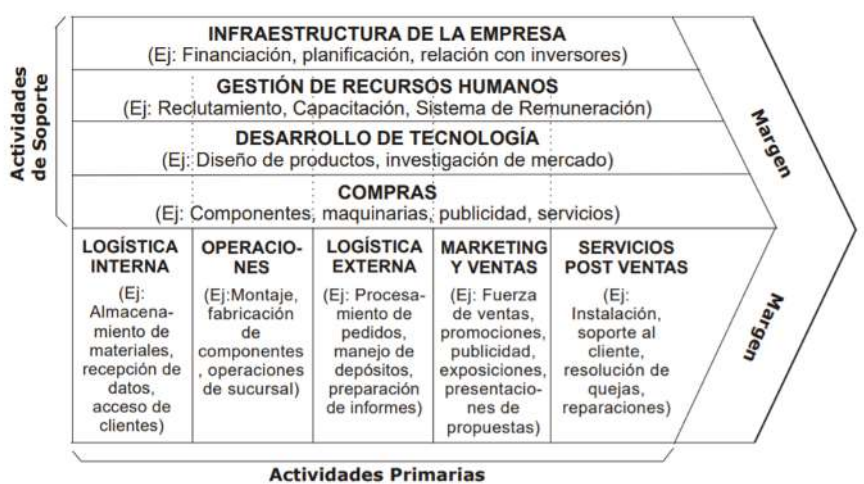 Actividades
de Soporte
INFRAESTRUCTURA DE LA EMPRESA
(Ej: Financiación, planificación, relación con inversores)
GESTIÓN DE RECURSOS HUMANOS
(Ej: Reclutamiento, Capacitación, Sistema de Remuneración)
DESARROLLO DE TECNOLOGÍA
(Ej: Diseño de productos, investigación de mercado)
COMPRAS
(Ej: Componentes, maquinarias, publicidad, servicios)
Margen
LOGÍSTICA
INTERNA
(Ej:
Almacena-
miento de
materiales,
recepción de
datos,
acceso de
clientes)
OPERACIO-
NES
(Ej:Montaje,
fabricación
de
componentes
, operaciones
de sucursal)
LOGÍSTICA
EXTERNA
(Ej: Procesa-
miento de
pedidos,
manejo de
depósitos,
preparación
de informes)
MARKETING
Y VENTAS
(Ej: Fuerza
de ventas,
promociones,
publicidad,
exposiciones,
presentacio-
nes de
propuestas)
SERVICIOS
POST VENTAS
(Ej:
Instalación,
soporte al
cliente,
resolución de
quejas,
reparaciones)
Margen
Actividades Primarias